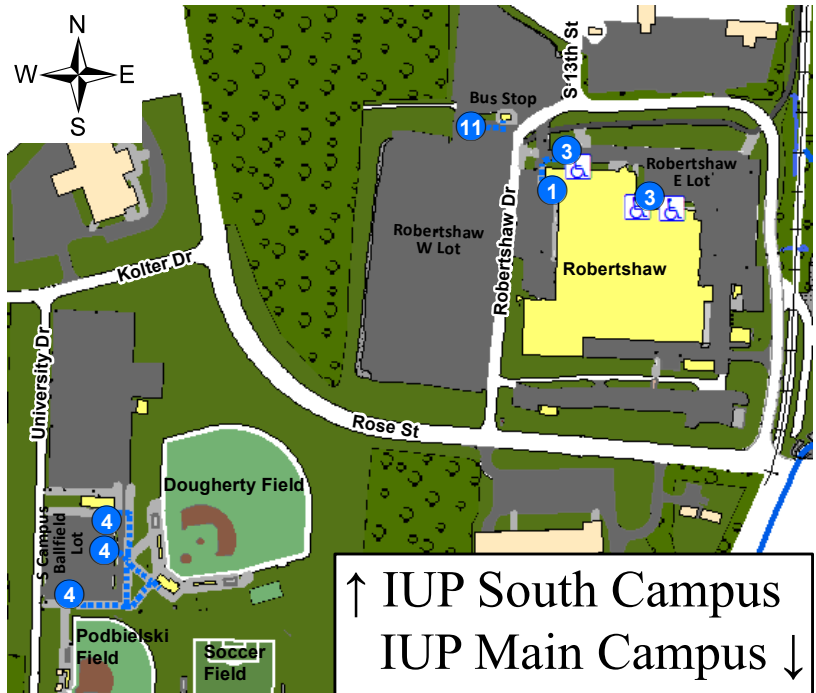 N
W E
S
S 13th St
Bus Stop
11
3
Robertshaw
E Lot
1
3
Robertshaw
W Lot
Robertshaw Dr
Robertshaw
Kolter Dr
University Dr
Rose St
Dougherty Field
4
S Campus
Ballfield
Lot
4
4
Podbielski
Field
Soccer
Field
↑ IUP South Campus
IUP Main Campus ↓